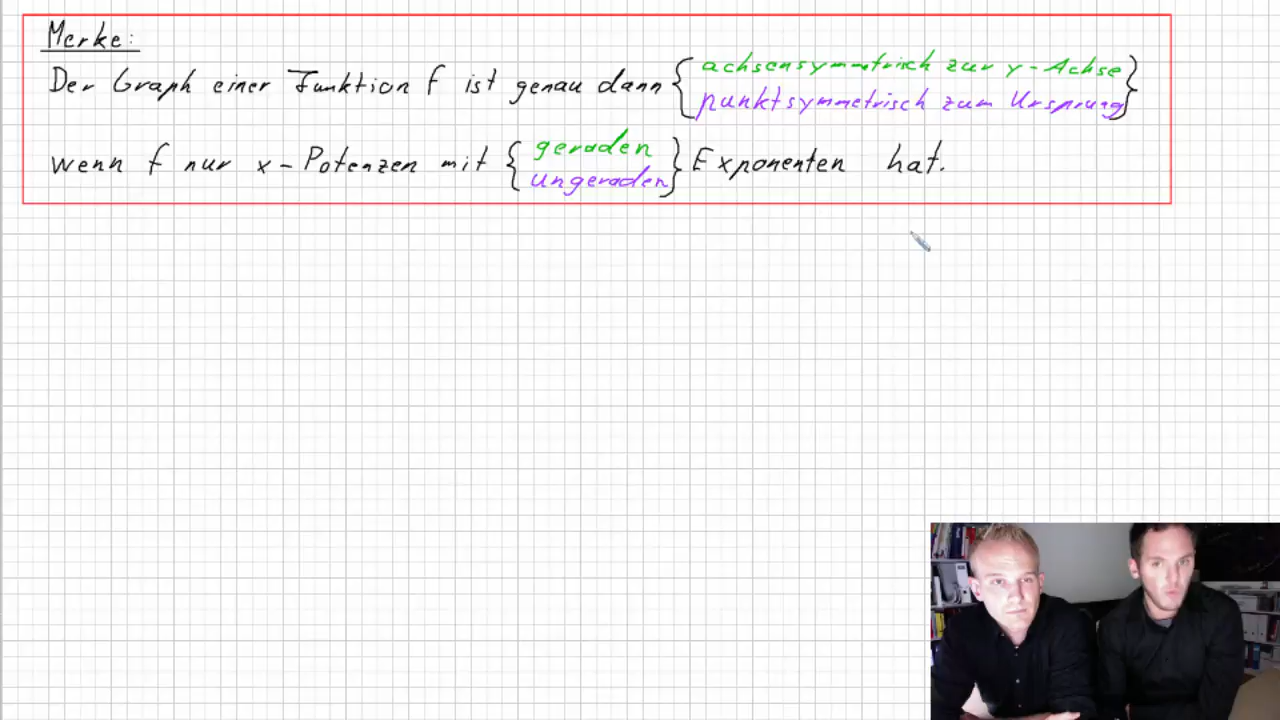 Merke:
Der Graph einer Funktion f ist genau dann { achsensymmetrisch zur y-Achse
punktsymmetrisch zum Ursprung }
wenn f nur x-Potenzen mit { geraden
ungeraden } Exponenten hat.